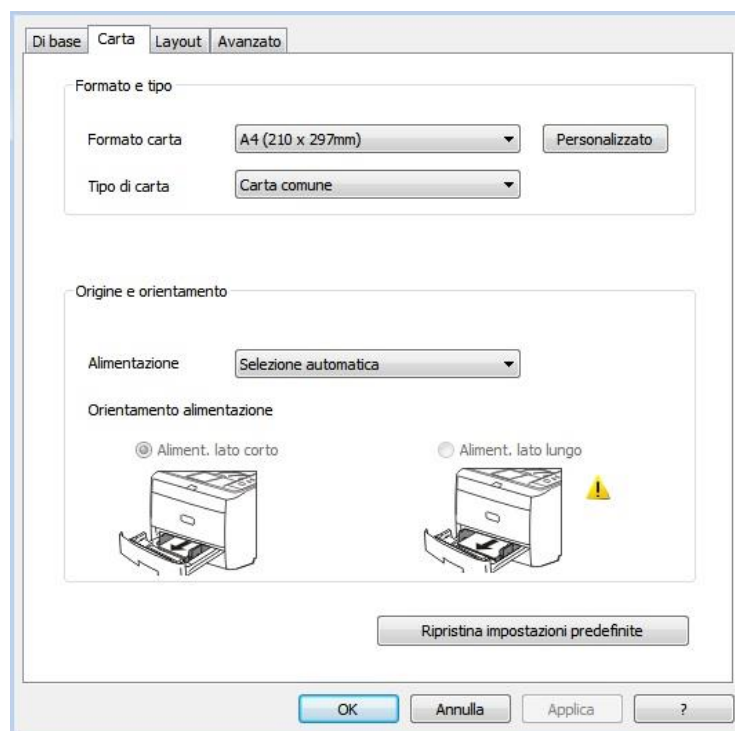 Di base Carta Layout Avanzato
Formato e tipo
Formato carta A4 (210 x 297mm) Personalizzato
Tipo di carta Carta comune
Origine e orientamento
Alimentazione Selezione automatica
Orientamento alimentazione
Aliment. lato corto Aliment. lato lungo
Ripristina impostazioni predefinite
OK Annulla Applica ?